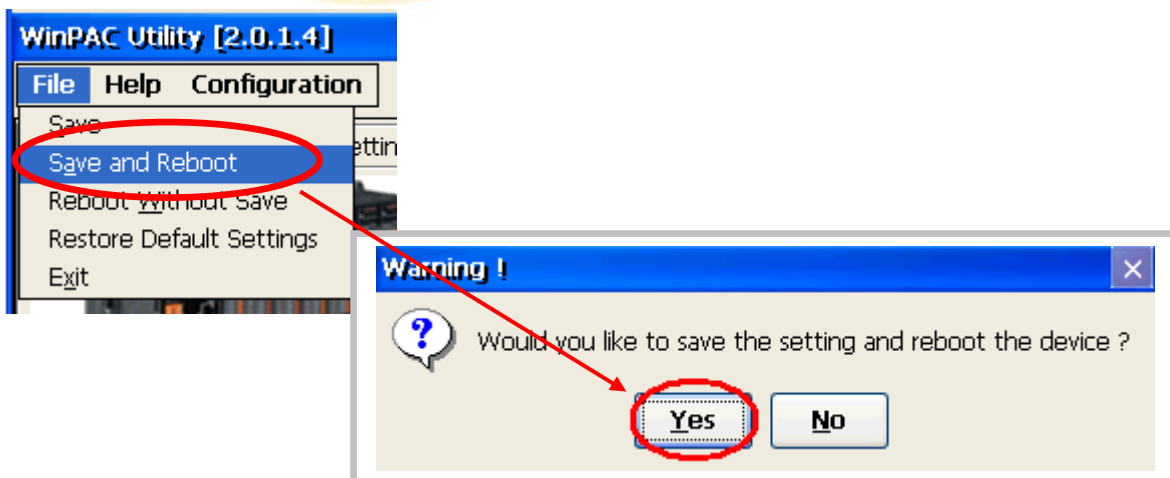 WinPAC Utility [2.0.1.4]
File Help Configuration
Save
Save and Reboot
Reboot Without Save
Restore Default Settings
Exit
Warning !
Would you like to save the setting and reboot the device ?
Yes No